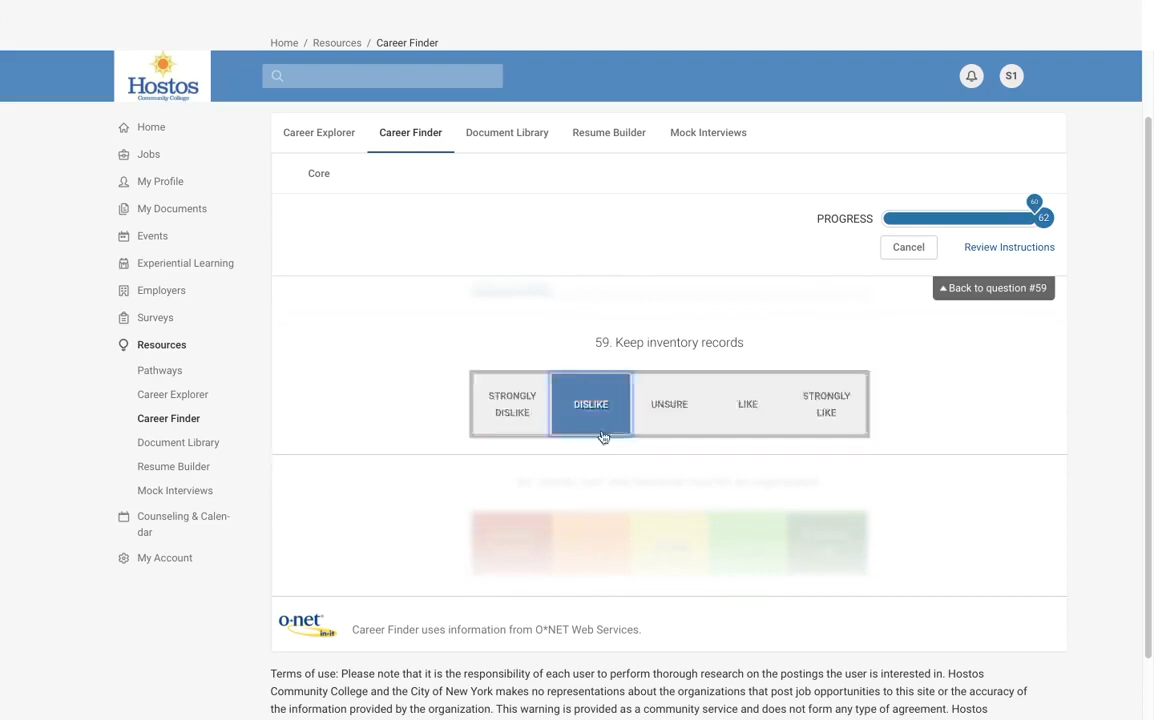 Home / Resources / Career Finder
Hostos
Community College
S1
Home
Jobs
My Profile
My Documents
Events
Experiential Learning
Employers
Surveys
Resources
Pathways
Career Explorer
Career Finder
Document Library
Resume Builder
Mock Interviews
Counseling & Calen-
dar
My Account
Career Explorer Career Finder Document Library Resume Builder Mock Interviews
Core
60
PROGRESS 62
Cancel Review Instructions
Back to question #59
59. Keep inventory records
STRONGLY
DISLIKE
DISLIKE
UNSURE
LIKE
STRONGLY
LIKE
o·net®
in-it
Career Finder uses information from O*NET Web Services.
Terms of use: Please note that it is the responsibility of each user to perform thorough research on the postings the user is interested in. Hostos
Community College and the City of New York makes no representations about the organizations that post job opportunities to this site or the accuracy of
the information provided by the organization. This warning is provided as a community service and does not form any type of agreement. Hostos